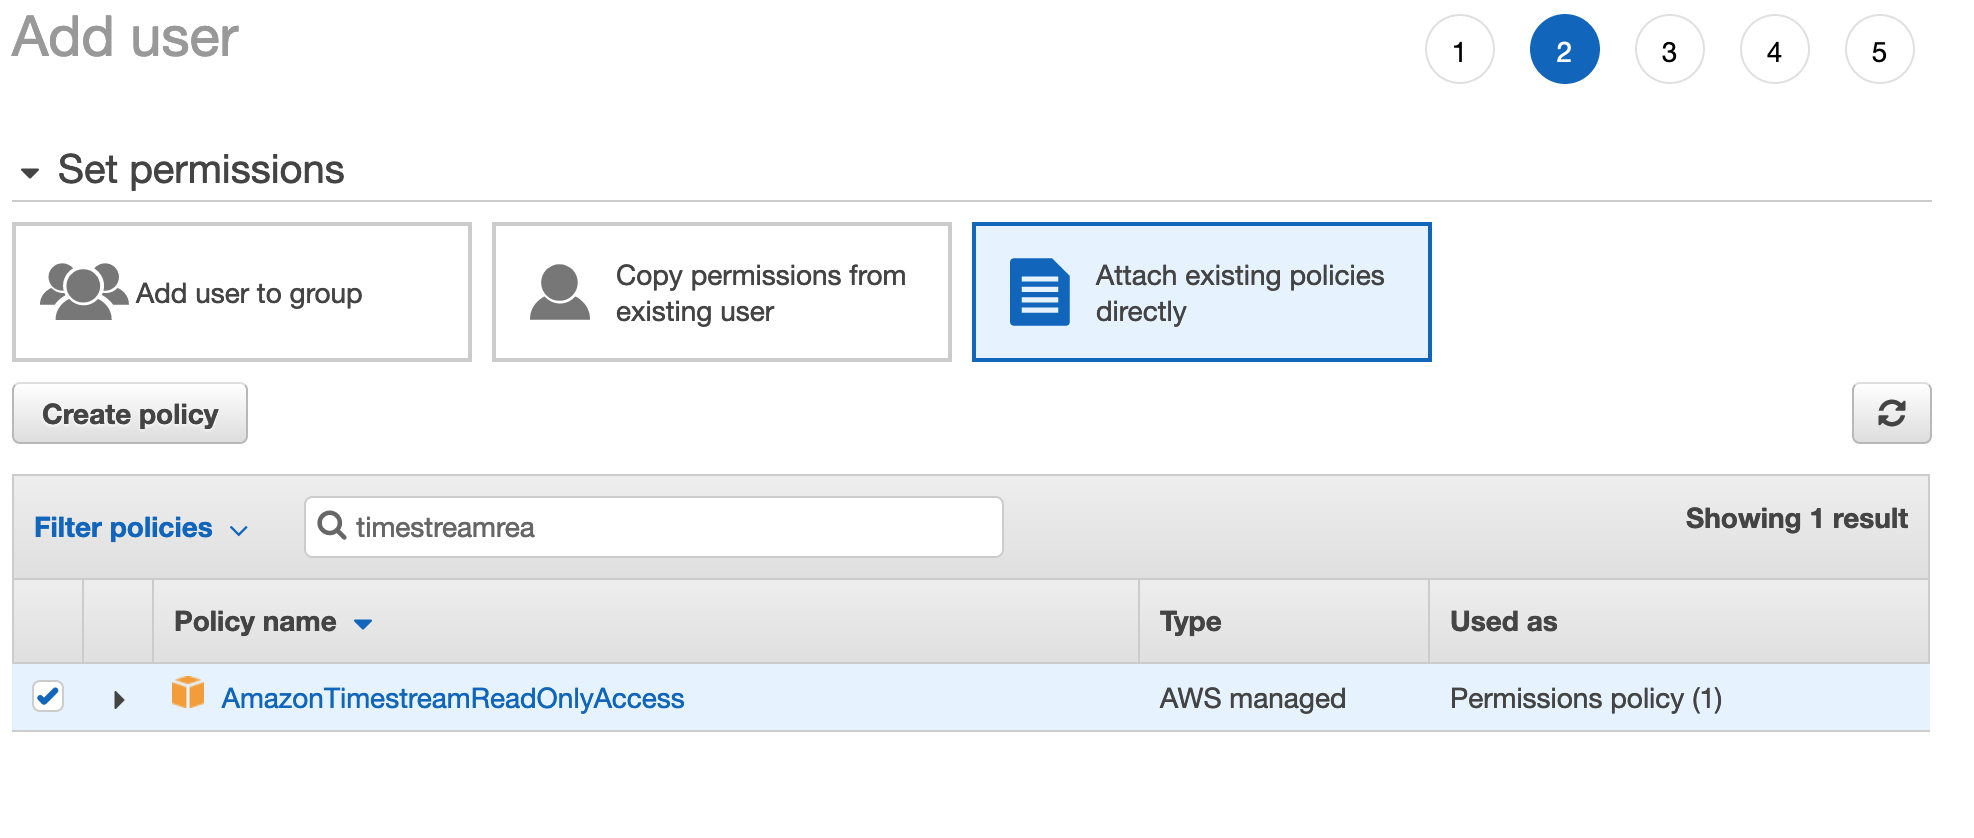 Add user
1 2 3 4 5
Set permissions
Add user to group
Copy permissions from
existing user
Attach existing policies
directly
Create policy
Filter policies
timestreamrea
Showing 1 result
Policy name Type Used as
AmazonTimestreamReadOnlyAccess AWS managed Permissions policy (1)